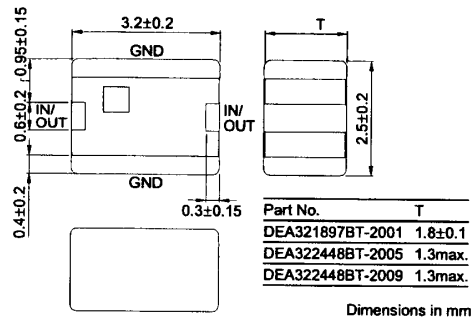 3.2±0.2
T
GND
0.95±0.15
0.6±0.2
0.4±0.2
IN/
OUT
IN/
OUT
2.5±0.2
GND
0.3±0.15
Part No. T
DEA321897BT-2001 1.8±0.1
DEA322448BT-2005 1.3max.
DEA322448BT-2009 1.3max.
Dimensions in mm